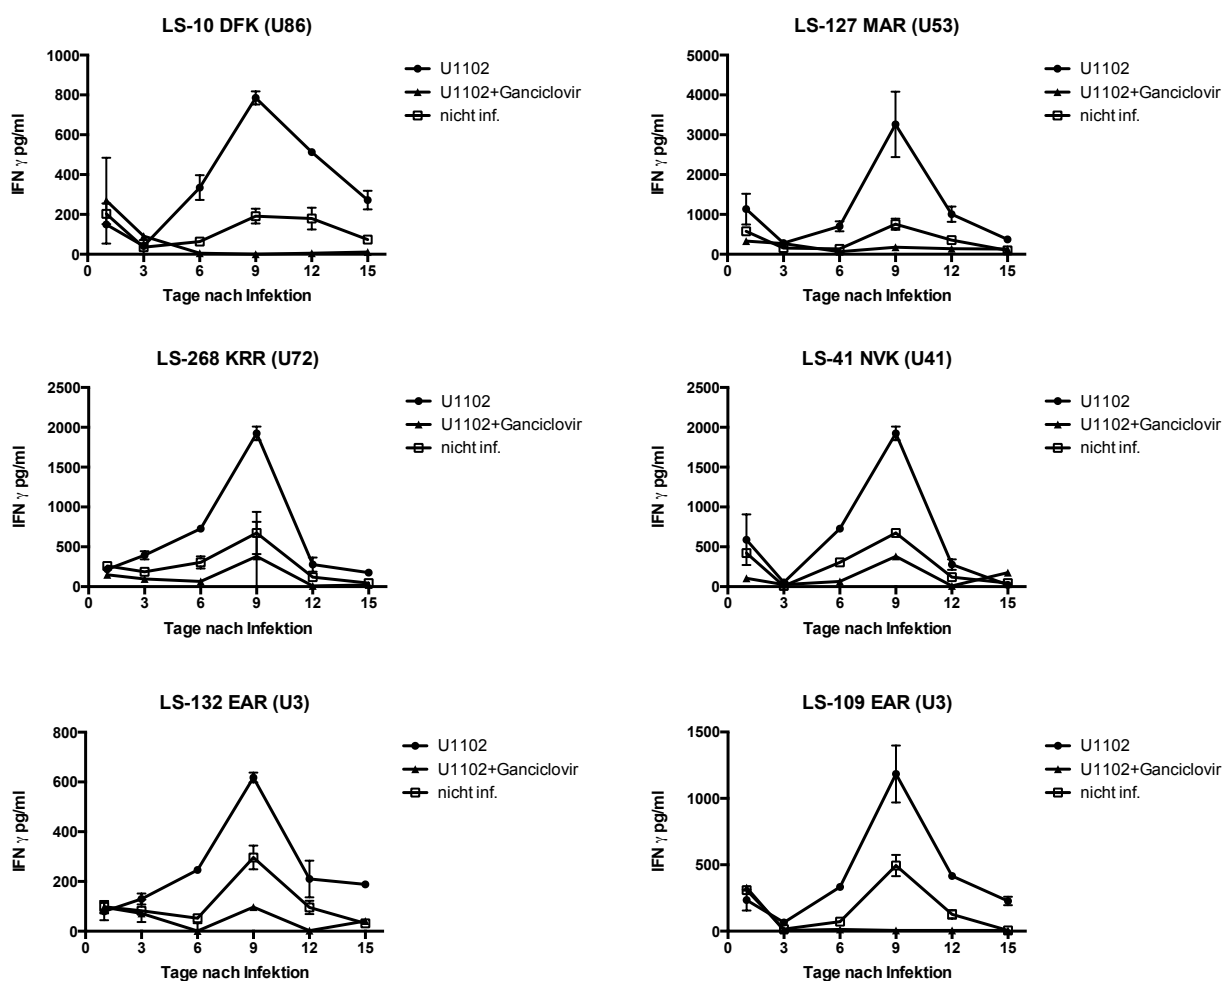 LS-10 DFK (U86)
1000
800
600
400
200
0
IFN γ pg/ml
0 3 6 9 12 15
Tage nach Infektion
U1102
U1102+Ganciclovir
nicht inf.
LS-127 MAR (U53)
5000
4000
3000
2000
1000
0
IFN γ pg/ml
0 3 6 9 12 15
Tage nach Infektion
U1102
U1102+Ganciclovir
nicht inf.
LS-268 KRR (U72)
2500
2000
1500
1000
500
0
IFN γ pg/ml
0 3 6 9 12 15
Tage nach Infektion
U1102
U1102+Ganciclovir
nicht inf.
LS-41 NVK (U41)
2500
2000
1500
1000
500
0
IFN γ pg/ml
0 3 6 9 12 15
Tage nach Infektion
U1102
U1102+Ganciclovir
nicht inf.
LS-132 EAR (U3)
800
600
400
200
0
IFN γ pg/ml
0 3 6 9 12 15
Tage nach Infektion
U1102
U1102+Ganciclovir
nicht inf.
LS-109 EAR (U3)
1500
1000
500
0
IFN γ pg/ml
0 3 6 9 12 15
Tage nach Infektion
U1102
U1102+Ganciclovir
nicht inf.